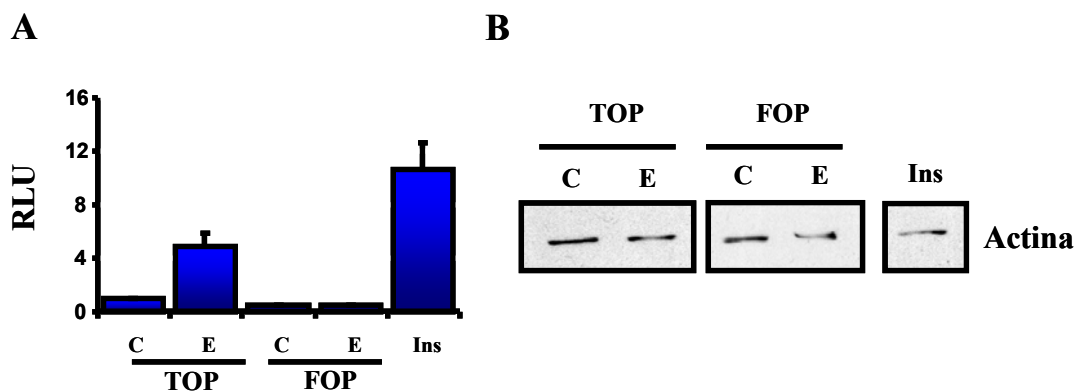 A
RLU
16
12
8
4
0
C E C E Ins
TOP FOP
B
TOP FOP
C E C E Ins
Actina